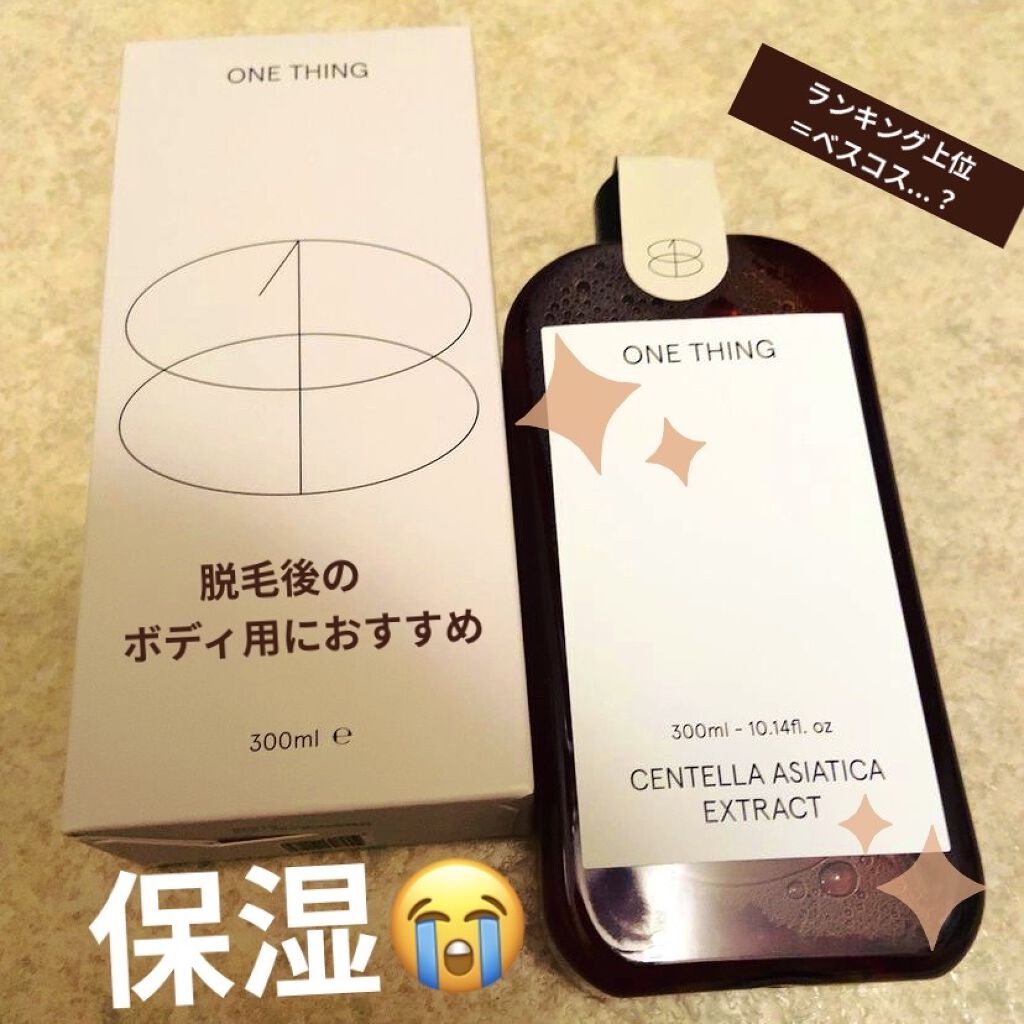 ONE THING
脱毛後の
ボディ用におすすめ
300ml ℮
ランキング上位
＝ベスコス…？
ONE THING
300ml - 10.14fl. oz
CENTELLA ASIATICA
EXTRACT
保湿😭